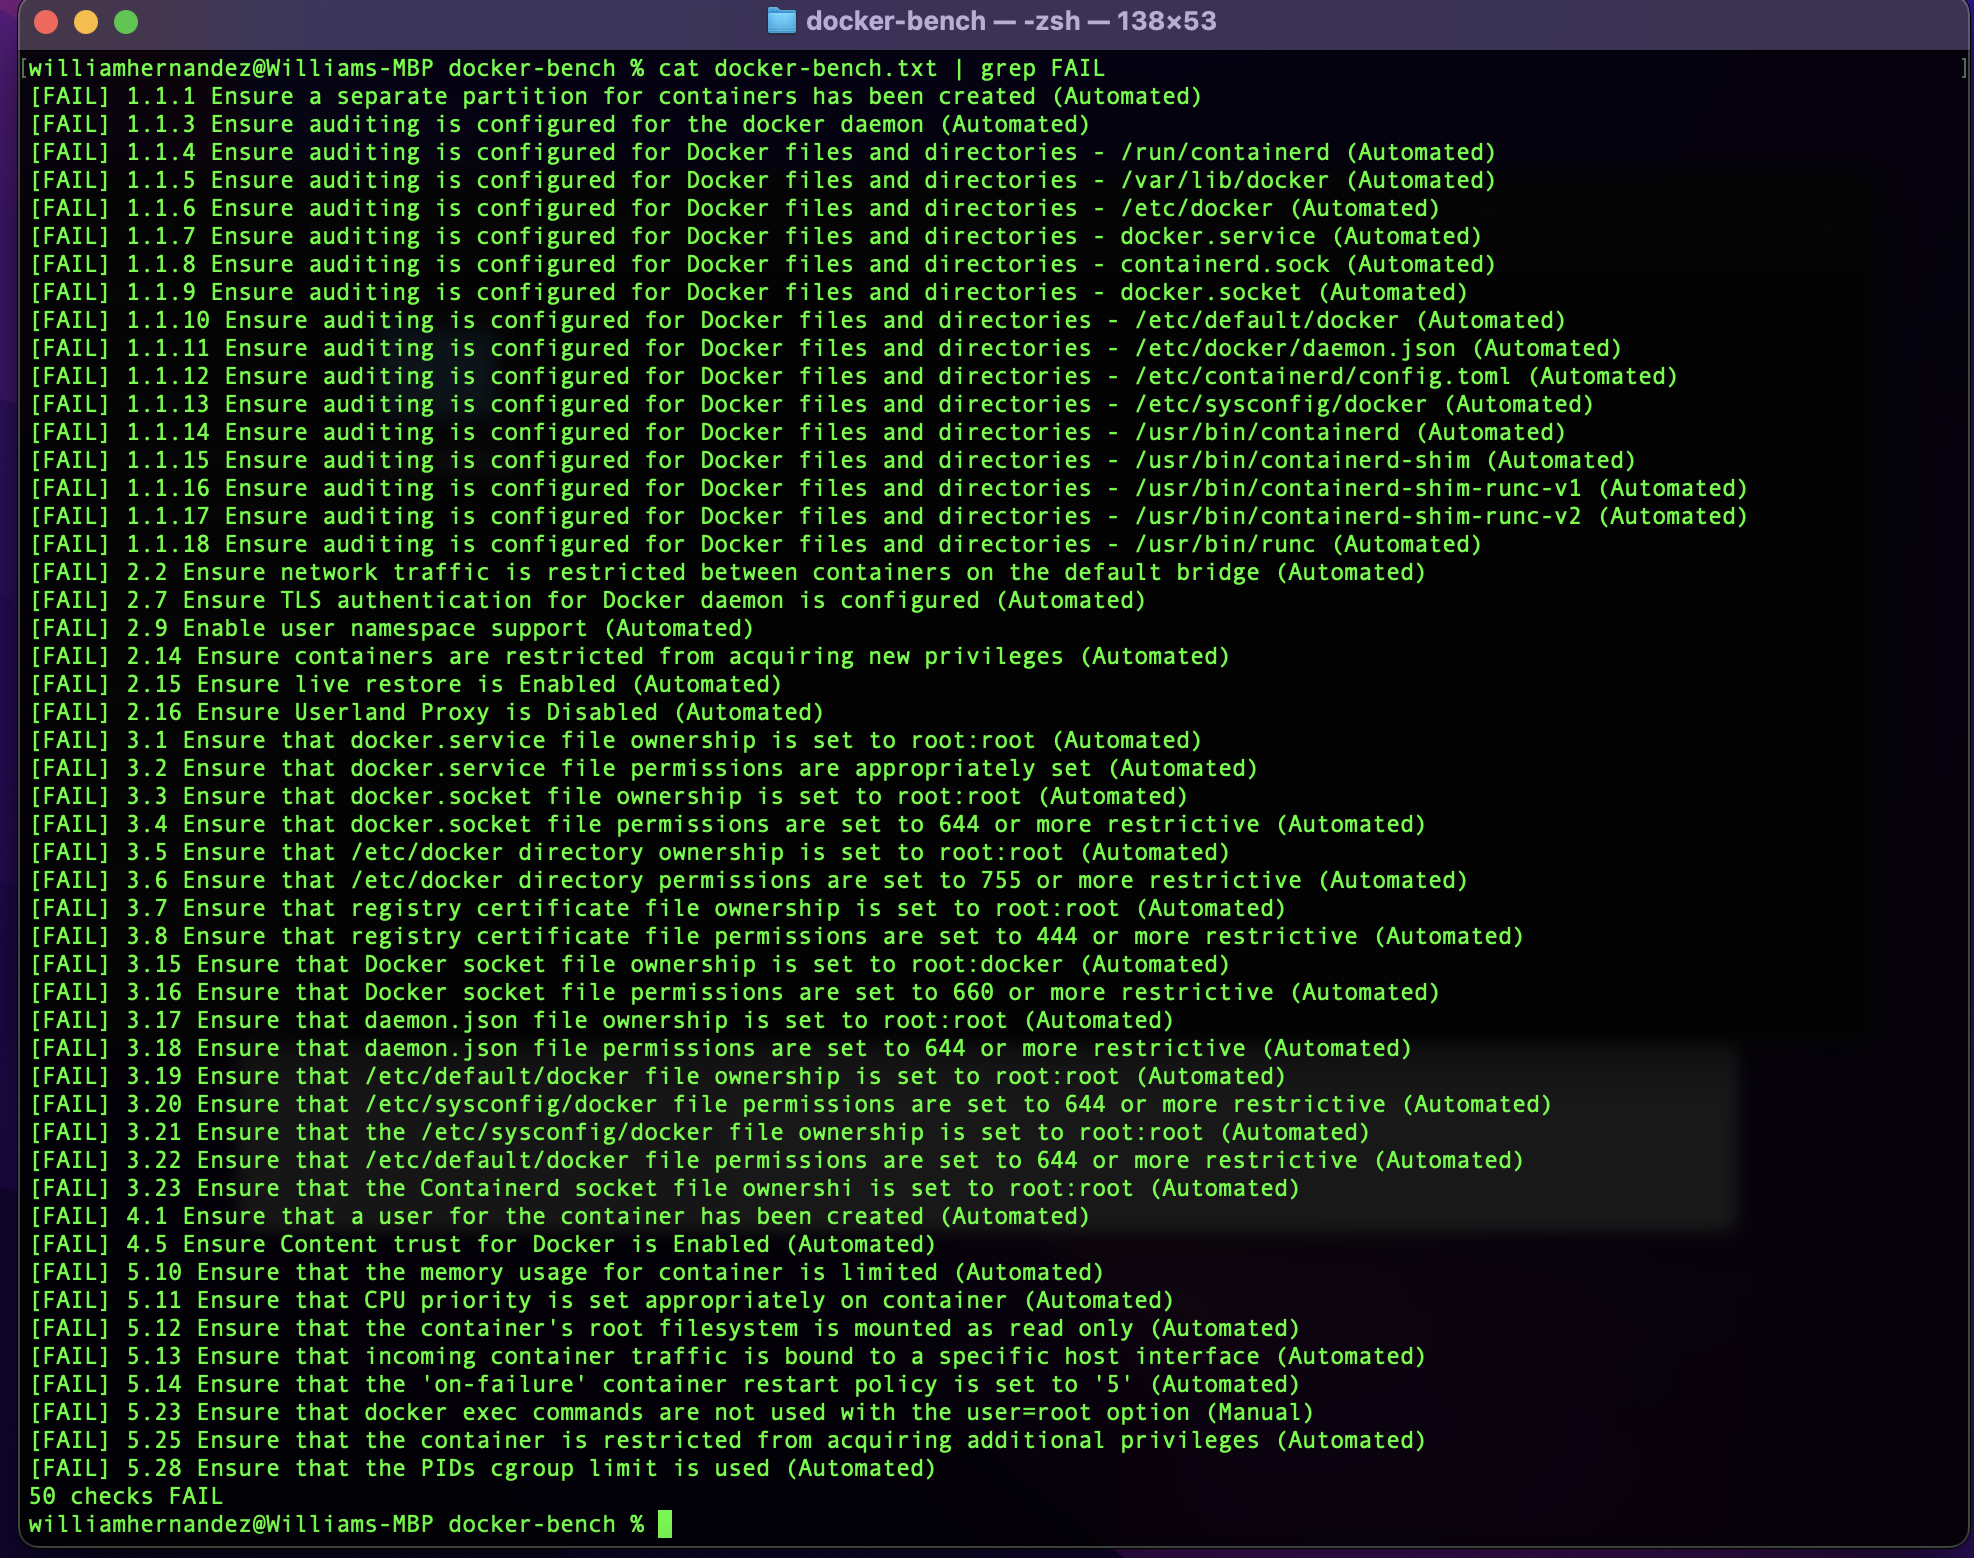 docker-bench — -zsh — 138×53
[williamhernandez@Williams-MBP docker-bench % cat docker-bench.txt | grep FAIL ]
[FAIL] 1.1.1 Ensure a separate partition for containers has been created (Automated)
[FAIL] 1.1.3 Ensure auditing is configured for the docker daemon (Automated)
[FAIL] 1.1.4 Ensure auditing is configured for Docker files and directories - /run/containerd (Automated)
[FAIL] 1.1.5 Ensure auditing is configured for Docker files and directories - /var/lib/docker (Automated)
[FAIL] 1.1.6 Ensure auditing is configured for Docker files and directories - /etc/docker (Automated)
[FAIL] 1.1.7 Ensure auditing is configured for Docker files and directories - docker.service (Automated)
[FAIL] 1.1.8 Ensure auditing is configured for Docker files and directories - containerd.sock (Automated)
[FAIL] 1.1.9 Ensure auditing is configured for Docker files and directories - docker.socket (Automated)
[FAIL] 1.1.10 Ensure auditing is configured for Docker files and directories - /etc/default/docker (Automated)
[FAIL] 1.1.11 Ensure auditing is configured for Docker files and directories - /etc/docker/daemon.json (Automated)
[FAIL] 1.1.12 Ensure auditing is configured for Docker files and directories - /etc/containerd/config.toml (Automated)
[FAIL] 1.1.13 Ensure auditing is configured for Docker files and directories - /etc/sysconfig/docker (Automated)
[FAIL] 1.1.14 Ensure auditing is configured for Docker files and directories - /usr/bin/containerd (Automated)
[FAIL] 1.1.15 Ensure auditing is configured for Docker files and directories - /usr/bin/containerd-shim (Automated)
[FAIL] 1.1.16 Ensure auditing is configured for Docker files and directories - /usr/bin/containerd-shim-runc-v1 (Automated)
[FAIL] 1.1.17 Ensure auditing is configured for Docker files and directories - /usr/bin/containerd-shim-runc-v2 (Automated)
[FAIL] 1.1.18 Ensure auditing is configured for Docker files and directories - /usr/bin/runc (Automated)
[FAIL] 2.2 Ensure network traffic is restricted between containers on the default bridge (Automated)
[FAIL] 2.7 Ensure TLS authentication for Docker daemon is configured (Automated)
[FAIL] 2.9 Enable user namespace support (Automated)
[FAIL] 2.14 Ensure containers are restricted from acquiring new privileges (Automated)
[FAIL] 2.15 Ensure live restore is Enabled (Automated)
[FAIL] 2.16 Ensure Userland Proxy is Disabled (Automated)
[FAIL] 3.1 Ensure that docker.service file ownership is set to root:root (Automated)
[FAIL] 3.2 Ensure that docker.service file permissions are appropriately set (Automated)
[FAIL] 3.3 Ensure that docker.socket file ownership is set to root:root (Automated)
[FAIL] 3.4 Ensure that docker.socket file permissions are set to 644 or more restrictive (Automated)
[FAIL] 3.5 Ensure that /etc/docker directory ownership is set to root:root (Automated)
[FAIL] 3.6 Ensure that /etc/docker directory permissions are set to 755 or more restrictive (Automated)
[FAIL] 3.7 Ensure that registry certificate file ownership is set to root:root (Automated)
[FAIL] 3.8 Ensure that registry certificate file permissions are set to 444 or more restrictive (Automated)
[FAIL] 3.15 Ensure that Docker socket file ownership is set to root:docker (Automated)
[FAIL] 3.16 Ensure that Docker socket file permissions are set to 660 or more restrictive (Automated)
[FAIL] 3.17 Ensure that daemon.json file ownership is set to root:root (Automated)
[FAIL] 3.18 Ensure that daemon.json file permissions are set to 644 or more restrictive (Automated)
[FAIL] 3.19 Ensure that /etc/default/docker file ownership is set to root:root (Automated)
[FAIL] 3.20 Ensure that /etc/sysconfig/docker file permissions are set to 644 or more restrictive (Automated)
[FAIL] 3.21 Ensure that the /etc/sysconfig/docker file ownership is set to root:root (Automated)
[FAIL] 3.22 Ensure that /etc/default/docker file permissions are set to 644 or more restrictive (Automated)
[FAIL] 3.23 Ensure that the Containerd socket file ownershi is set to root:root (Automated)
[FAIL] 4.1 Ensure that a user for the container has been created (Automated)
[FAIL] 4.5 Ensure Content trust for Docker is Enabled (Automated)
[FAIL] 5.10 Ensure that the memory usage for container is limited (Automated)
[FAIL] 5.11 Ensure that CPU priority is set appropriately on container (Automated)
[FAIL] 5.12 Ensure that the container's root filesystem is mounted as read only (Automated)
[FAIL] 5.13 Ensure that incoming container traffic is bound to a specific host interface (Automated)
[FAIL] 5.14 Ensure that the 'on-failure' container restart policy is set to '5' (Automated)
[FAIL] 5.23 Ensure that docker exec commands are not used with the user=root option (Manual)
[FAIL] 5.25 Ensure that the container is restricted from acquiring additional privileges (Automated)
[FAIL] 5.28 Ensure that the PIDs cgroup limit is used (Automated)
50 checks FAIL
williamhernandez@Williams-MBP docker-bench %